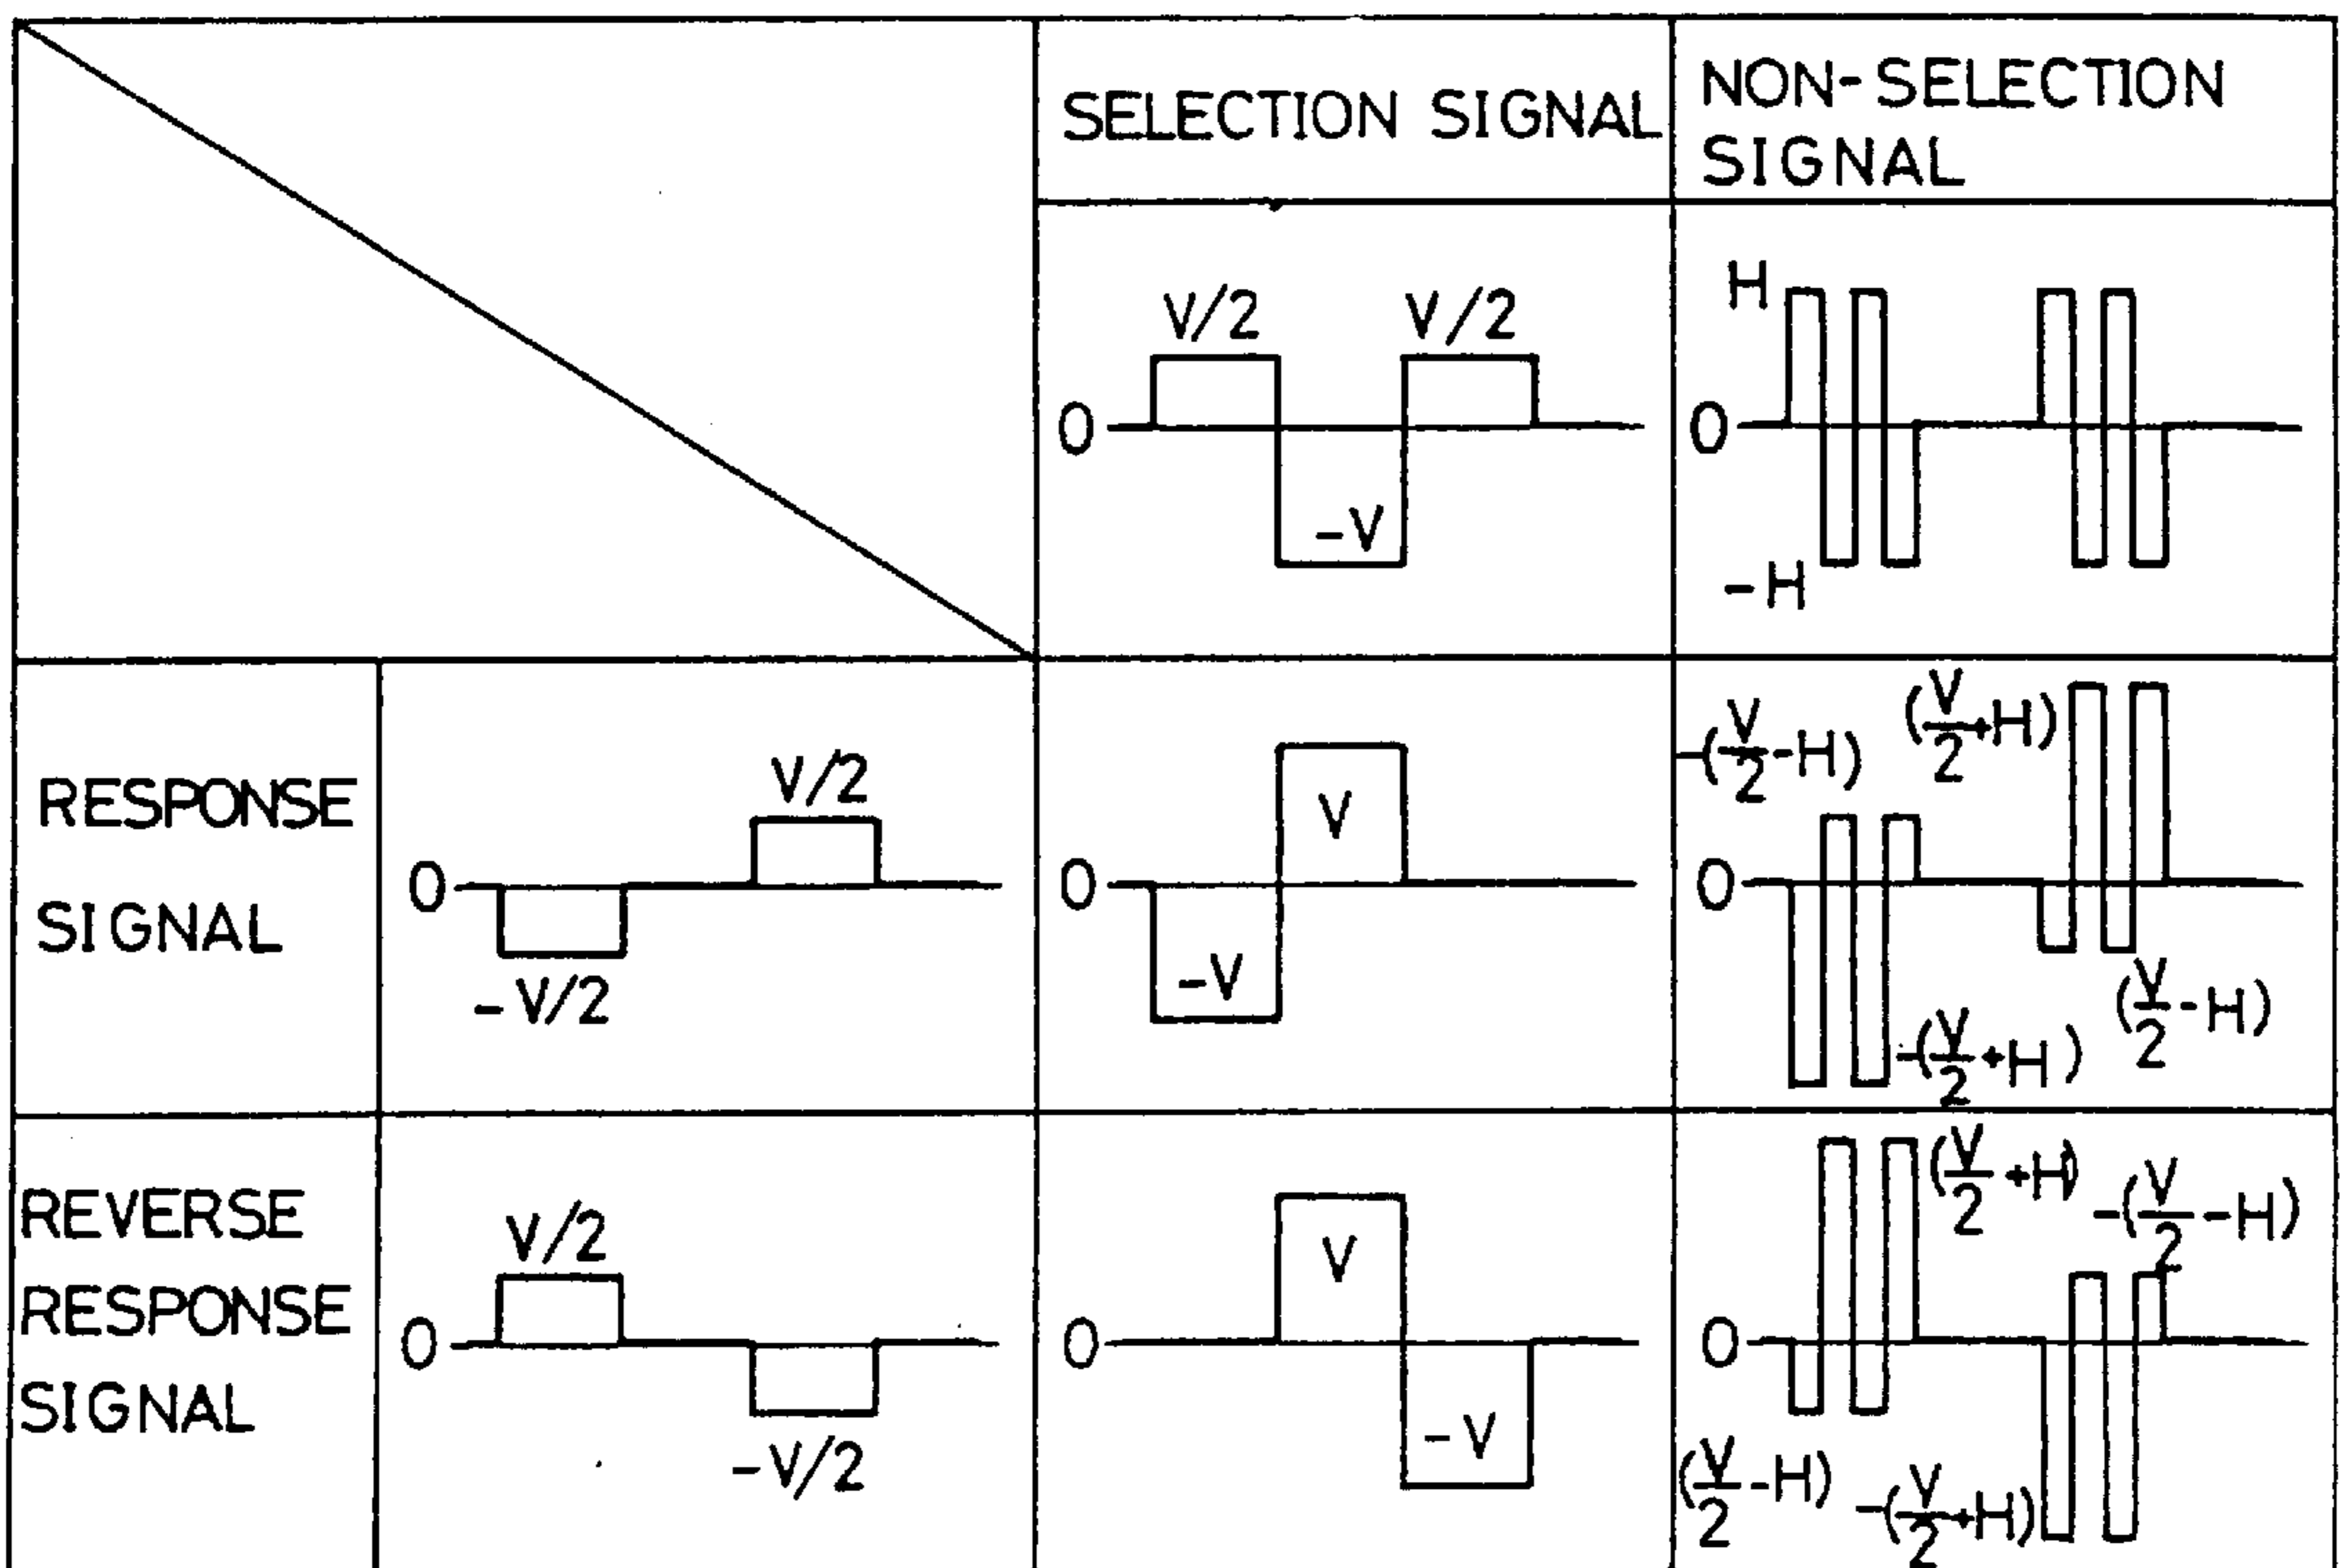 SELECTION SIGNAL
NON-SELECTION
SIGNAL
V/2
V/2
0
-V
H
0
-H
RESPONSE
SIGNAL
V/2
0
-V/2
V
0
-V
-(V/2-H)
(V/2+H)
0
(V/2-H)
-(V/2+H)
REVERSE
RESPONSE
SIGNAL
V/2
0
-V/2
V
0
-V
(V/2+H)
-(V/2-H)
0
(V/2-H)
-(V/2+H)